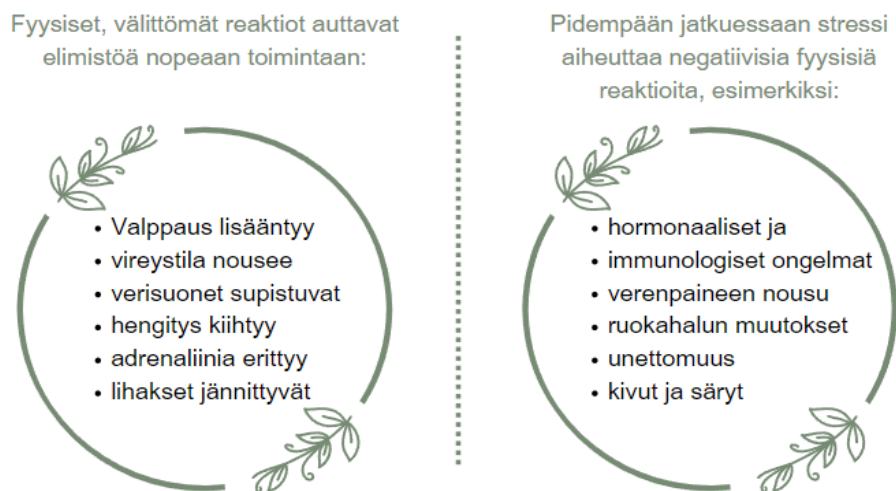 Fyysiset, välittömät reaktiot auttavat
elimistöä nopeaan toimintaan:
• Valppaus lisääntyy
• vireystila nousee
• verisuonet supistuvat
• hengitys kiihtyy
• adrenaliinia erittyy
• lihakset jännittyvät
Pidempään jatkuessaan stressi
aiheuttaa negatiivisia fyysisiä
reaktioita, esimerkiksi:
• hormonaaliset ja
• immunologiset ongelmat
• verenpaineen nousu
• ruokahalun muutokset
• unettomuus
• kivut ja säryt